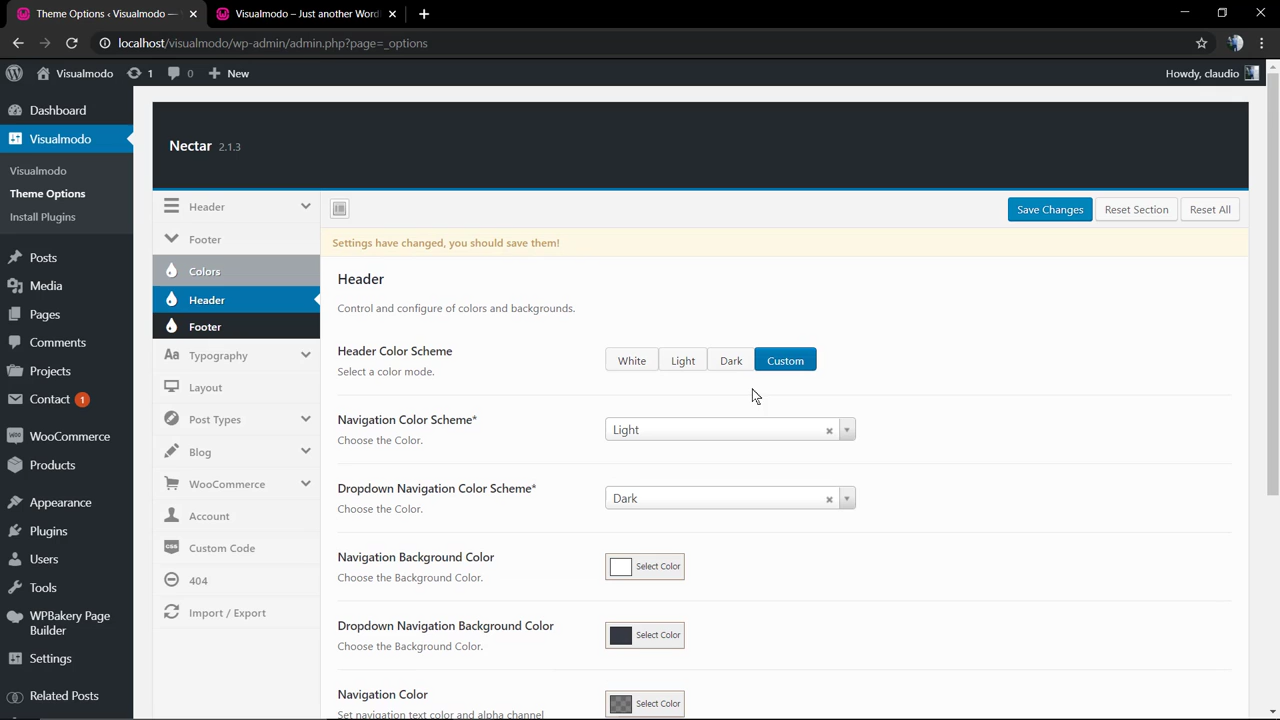 Theme Options ‹ Visualmodo —
Visualmodo – Just another Word
localhost/visualmodo/wp-admin/admin.php?page=_options
Visualmodo
1
0
New
Howdy, claudio
Dashboard
Visualmodo
Visualmodo
Theme Options
Install Plugins
Posts
Media
Pages
Comments
Projects
Contact 1
WooCommerce
Products
Appearance
Plugins
Users
Tools
WPBakery Page
Builder
Settings
Related Posts
Nectar 2.1.3
Header
Footer
Colors
Header
Footer
Aa Typography
Layout
Post Types
Blog
WooCommerce
Account
css Custom Code
404
Import / Export
Save Changes
Reset Section
Reset All
Settings have changed, you should save them!
Header
Control and configure of colors and backgrounds.
Header Color Scheme
Select a color mode.
White Light Dark Custom
Navigation Color Scheme*
Choose the Color.
Light
Dropdown Navigation Color Scheme*
Choose the Color.
Dark
Navigation Background Color
Choose the Background Color.
Select Color
Dropdown Navigation Background Color
Choose the Background Color.
Select Color
Navigation Color
Set navigation text color and alpha channel
Select Color